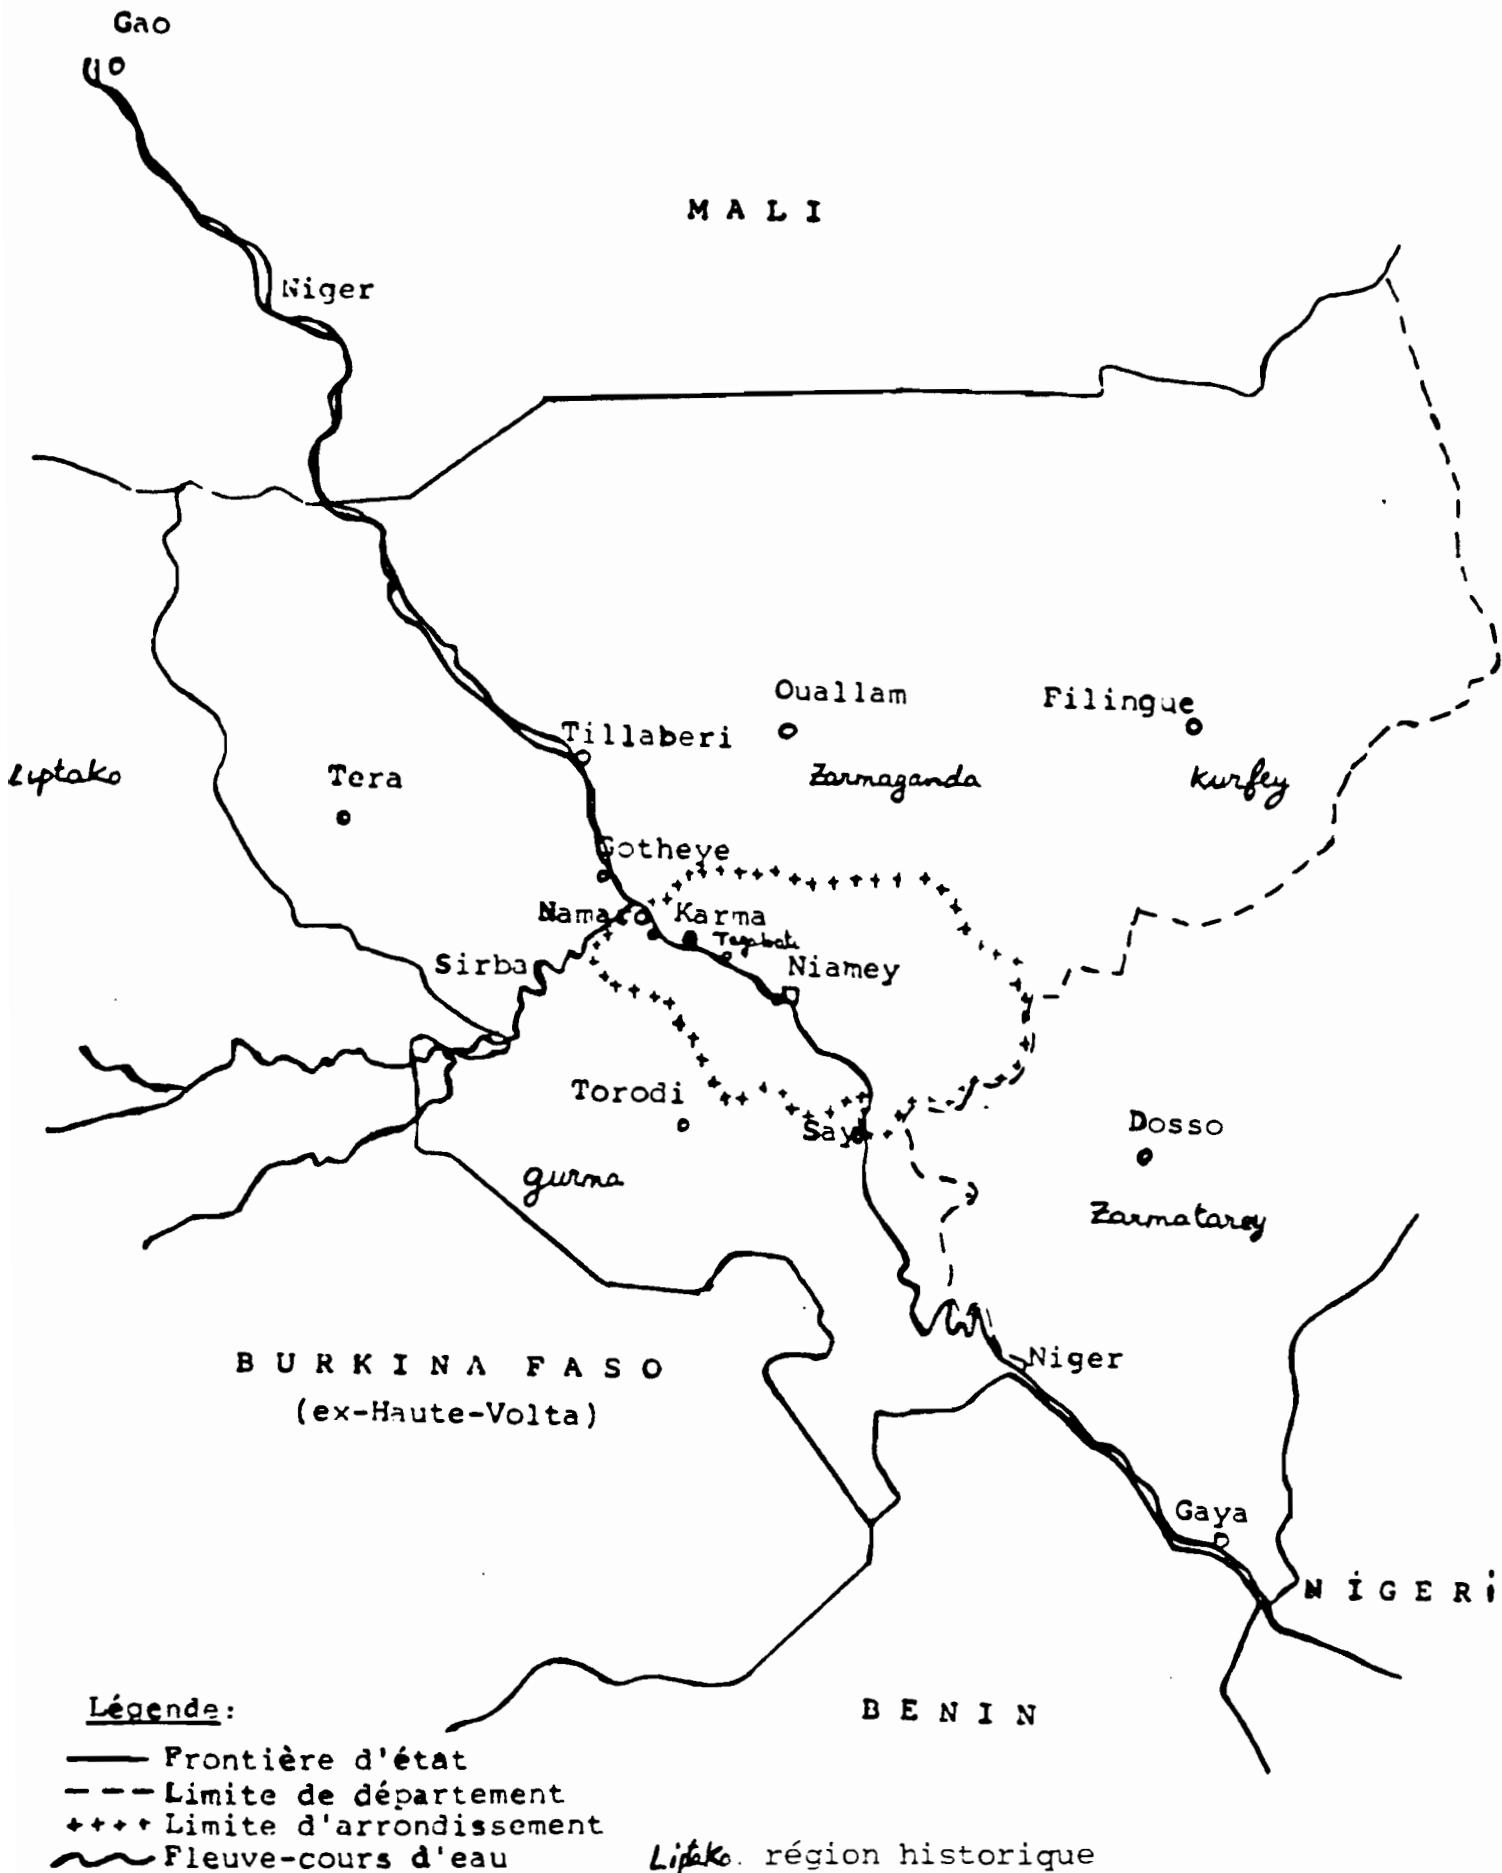 Gao
MALI
Niger
Ouallam
Filingue
Tillaberi
Liptako
Tera
Zarmaganda
Kurfey
Gotheye
Namaro
Karma
Sirba
Niamey
Torodi
Say
Dosso
gurma
Zarmatarey
BURKINA FASO
(ex-Haute-Volta)
Niger
Gaya
NIGERI
BENIN
Légende:
Frontière d'état
Limite de département
Limite d'arrondissement
Fleuve-cours d'eau
Liptako. région historique